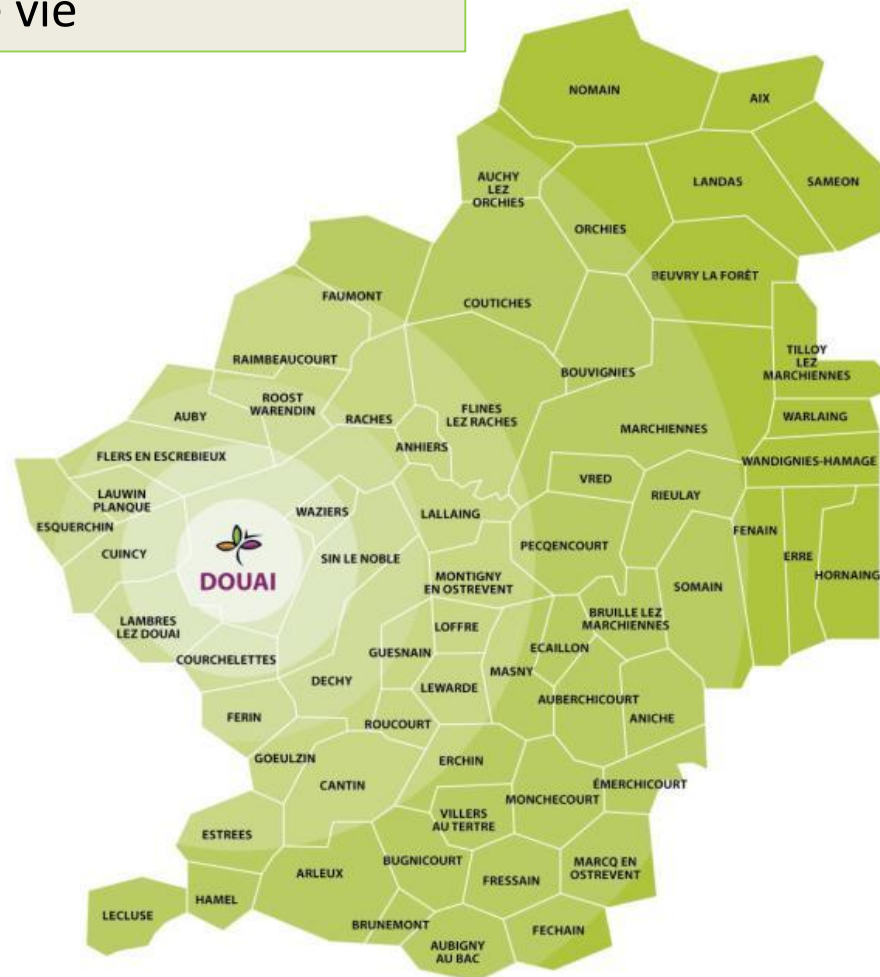 vie
NOMAIN
AIX
AUCHY
LEZ
ORCHIES
LANDAS
SAMEON
ORCHIES
BEUVRY LA FORÊT
FAUMONT
COUTICHES
RAIMBEAUCOURT
TILLOY
LEZ
MARCHIENNES
BOUVIGNIES
ROOST
WARENDIN
AUBY
RACHES
FLINES
LEZ RACHES
WARLAING
MARCHIENNES
ANHIERS
FLERS EN ESCREBIEUX
WANDIGNIES-HAMAGE
VRED
RIEULAY
LAUWIN
PLANQUE
WAZIERS
LALLAING
ESQUERCHIN
FENAIN
CUINCY
PECQENCOURT
SIN LE NOBLE
ERRE
DOUAI
MONTIGNY
EN OSTREVENT
SOMAIN
HORNAING
LAMBRES
LEZ DOUAI
LOFFRE
BRUILLE LEZ
MARCHIENNES
COURCHELETTES
GUESNAIN
ECAILLON
DECHY
LEWARDE
MASNY
AUBERCHICOURT
FERIN
ROUCOURT
ANICHE
GOEULZIN
ERCHIN
CANTIN
ÉMERCHICOURT
MONCHECOURT
VILLERS
AU TERTRE
ESTREES
BUGNICOURT
MARCQ EN
OSTREVENT
ARLEUX
FRESSAIN
HAMEL
LECLUSE
BRUNEMONT
FECHAIN
AUBIGNY
AU BAC